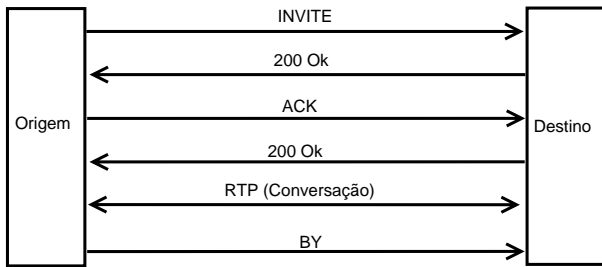 INVITE
200 Ok
ACK
Origem
Destino
200 Ok
RTP (Conversação)
BY